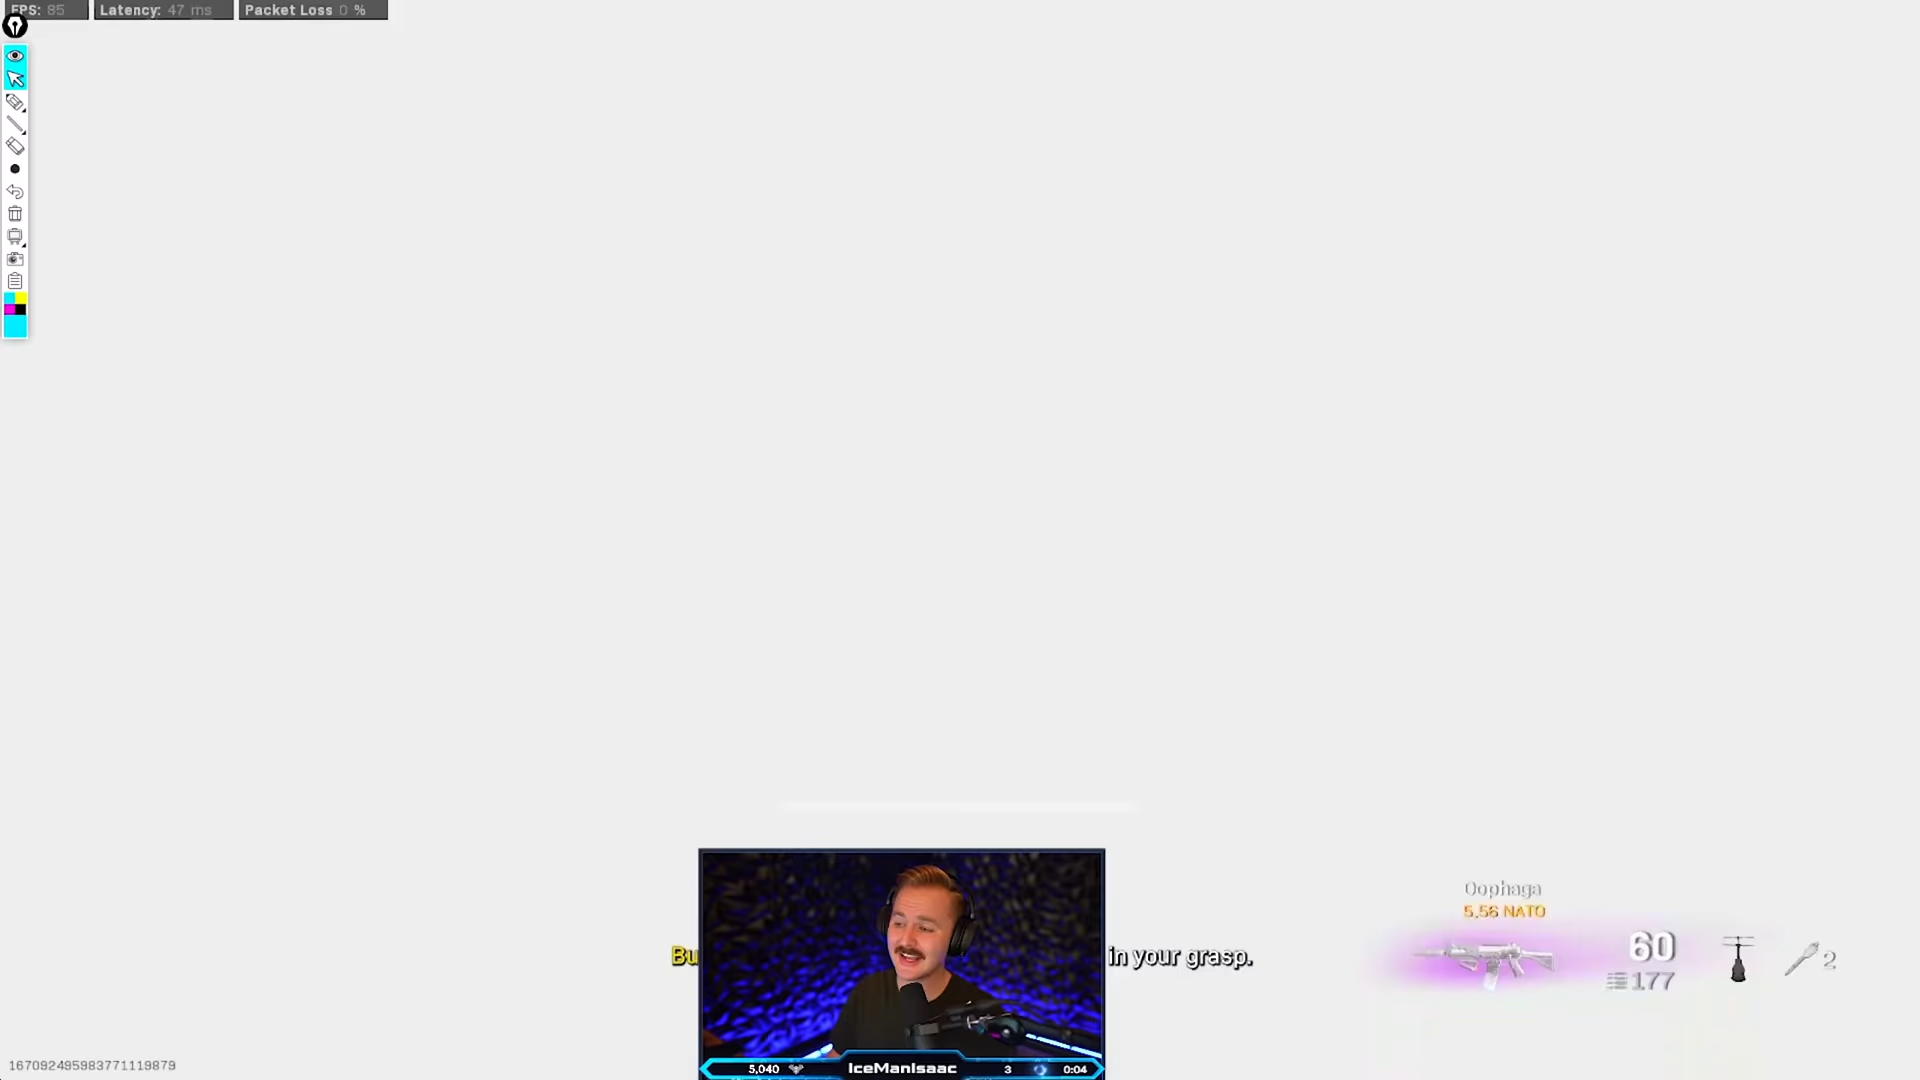 FPS: 85 Latency: 47 ms Packet Loss 0 %
Oophaga
5.56 NATO
60
177
2
Bu in your grasp.
167092495983771119879
5,040 IceManIsaac 3 0:04